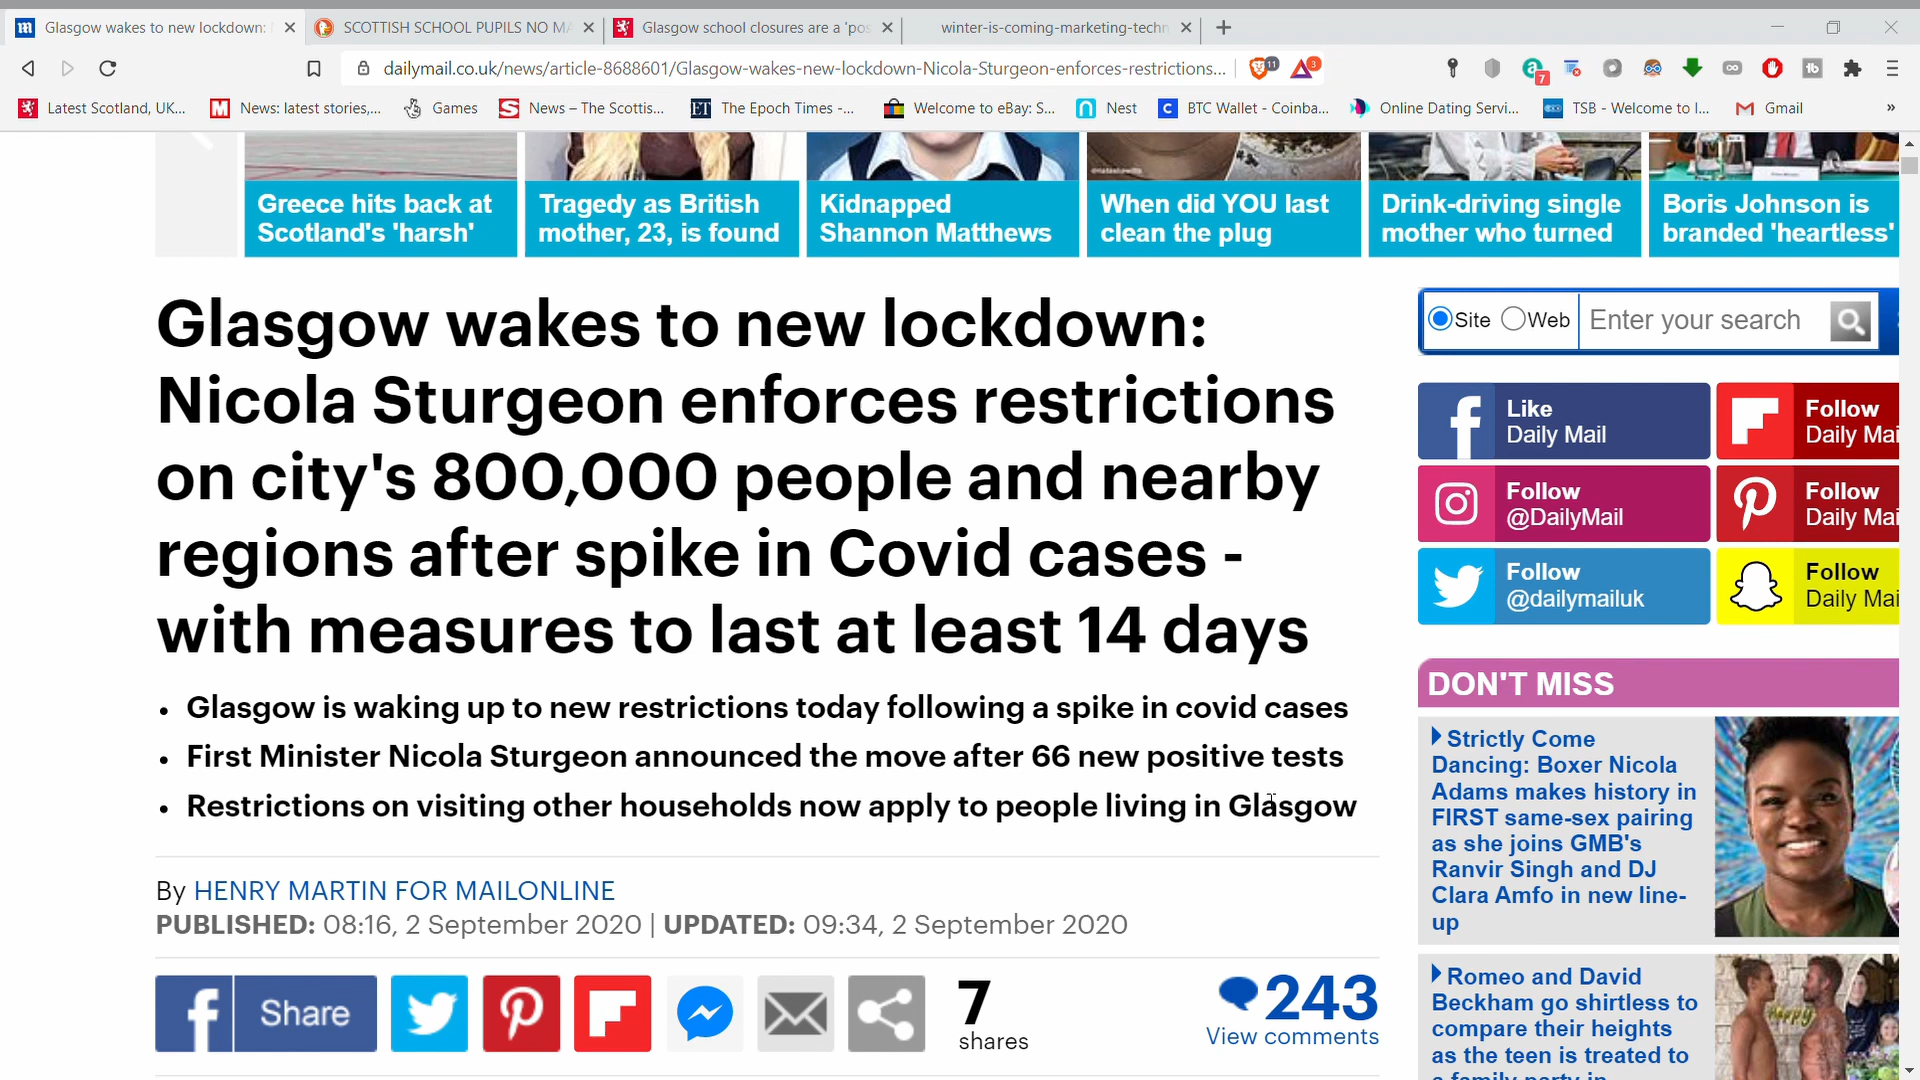 Glasgow wakes to new lockdown:
SCOTTISH SCHOOL PUPILS NO MA
Glasgow school closures are a 'pos
winter-is-coming-marketing-techn
dailymail.co.uk/news/article-8688601/Glasgow-wakes-new-lockdown-Nicola-Sturgeon-enforces-restrictions...
11
3
7
Latest Scotland, UK...
News: latest stories,...
Games
News – The Scottis...
The Epoch Times -...
Welcome to eBay: S...
Nest
BTC Wallet - Coinba...
Online Dating Servi...
TSB - Welcome to I...
Gmail
»
Greece hits back at
Scotland's 'harsh'
Tragedy as British
mother, 23, is found
Kidnapped
Shannon Matthews
When did YOU last
clean the plug
Drink-driving single
mother who turned
Boris Johnson is
branded 'heartless'
Glasgow wakes to new lockdown:
Nicola Sturgeon enforces restrictions
on city's 800,000 people and nearby
regions after spike in Covid cases -
with measures to last at least 14 days
• Glasgow is waking up to new restrictions today following a spike in covid cases
• First Minister Nicola Sturgeon announced the move after 66 new positive tests
• Restrictions on visiting other households now apply to people living in Glasgow
By HENRY MARTIN FOR MAILONLINE
PUBLISHED: 08:16, 2 September 2020 | UPDATED: 09:34, 2 September 2020
Share
7
shares
243
View comments
Site
Web
Enter your search
Like
Daily Mail
Follow
Daily Mai
Follow
@DailyMail
Follow
Daily Mai
Follow
@dailymailuk
Follow
Daily Mai
DON'T MISS
Strictly Come
Dancing: Boxer Nicola
Adams makes history in
FIRST same-sex pairing
as she joins GMB's
Ranvir Singh and DJ
Clara Amfo in new line-
up
Romeo and David
Beckham go shirtless to
compare their heights
as the teen is treated to
a family party in